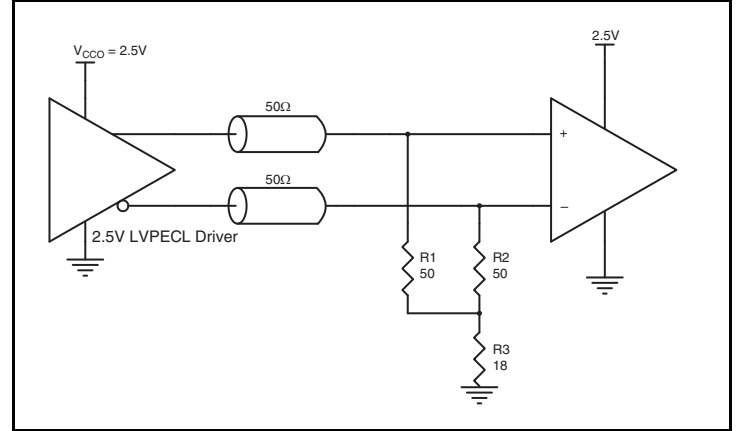 V_CCO = 2.5V
2.5V
50Ω
+
50Ω
–
2.5V LVPECL Driver
R1
50
R2
50
R3
18